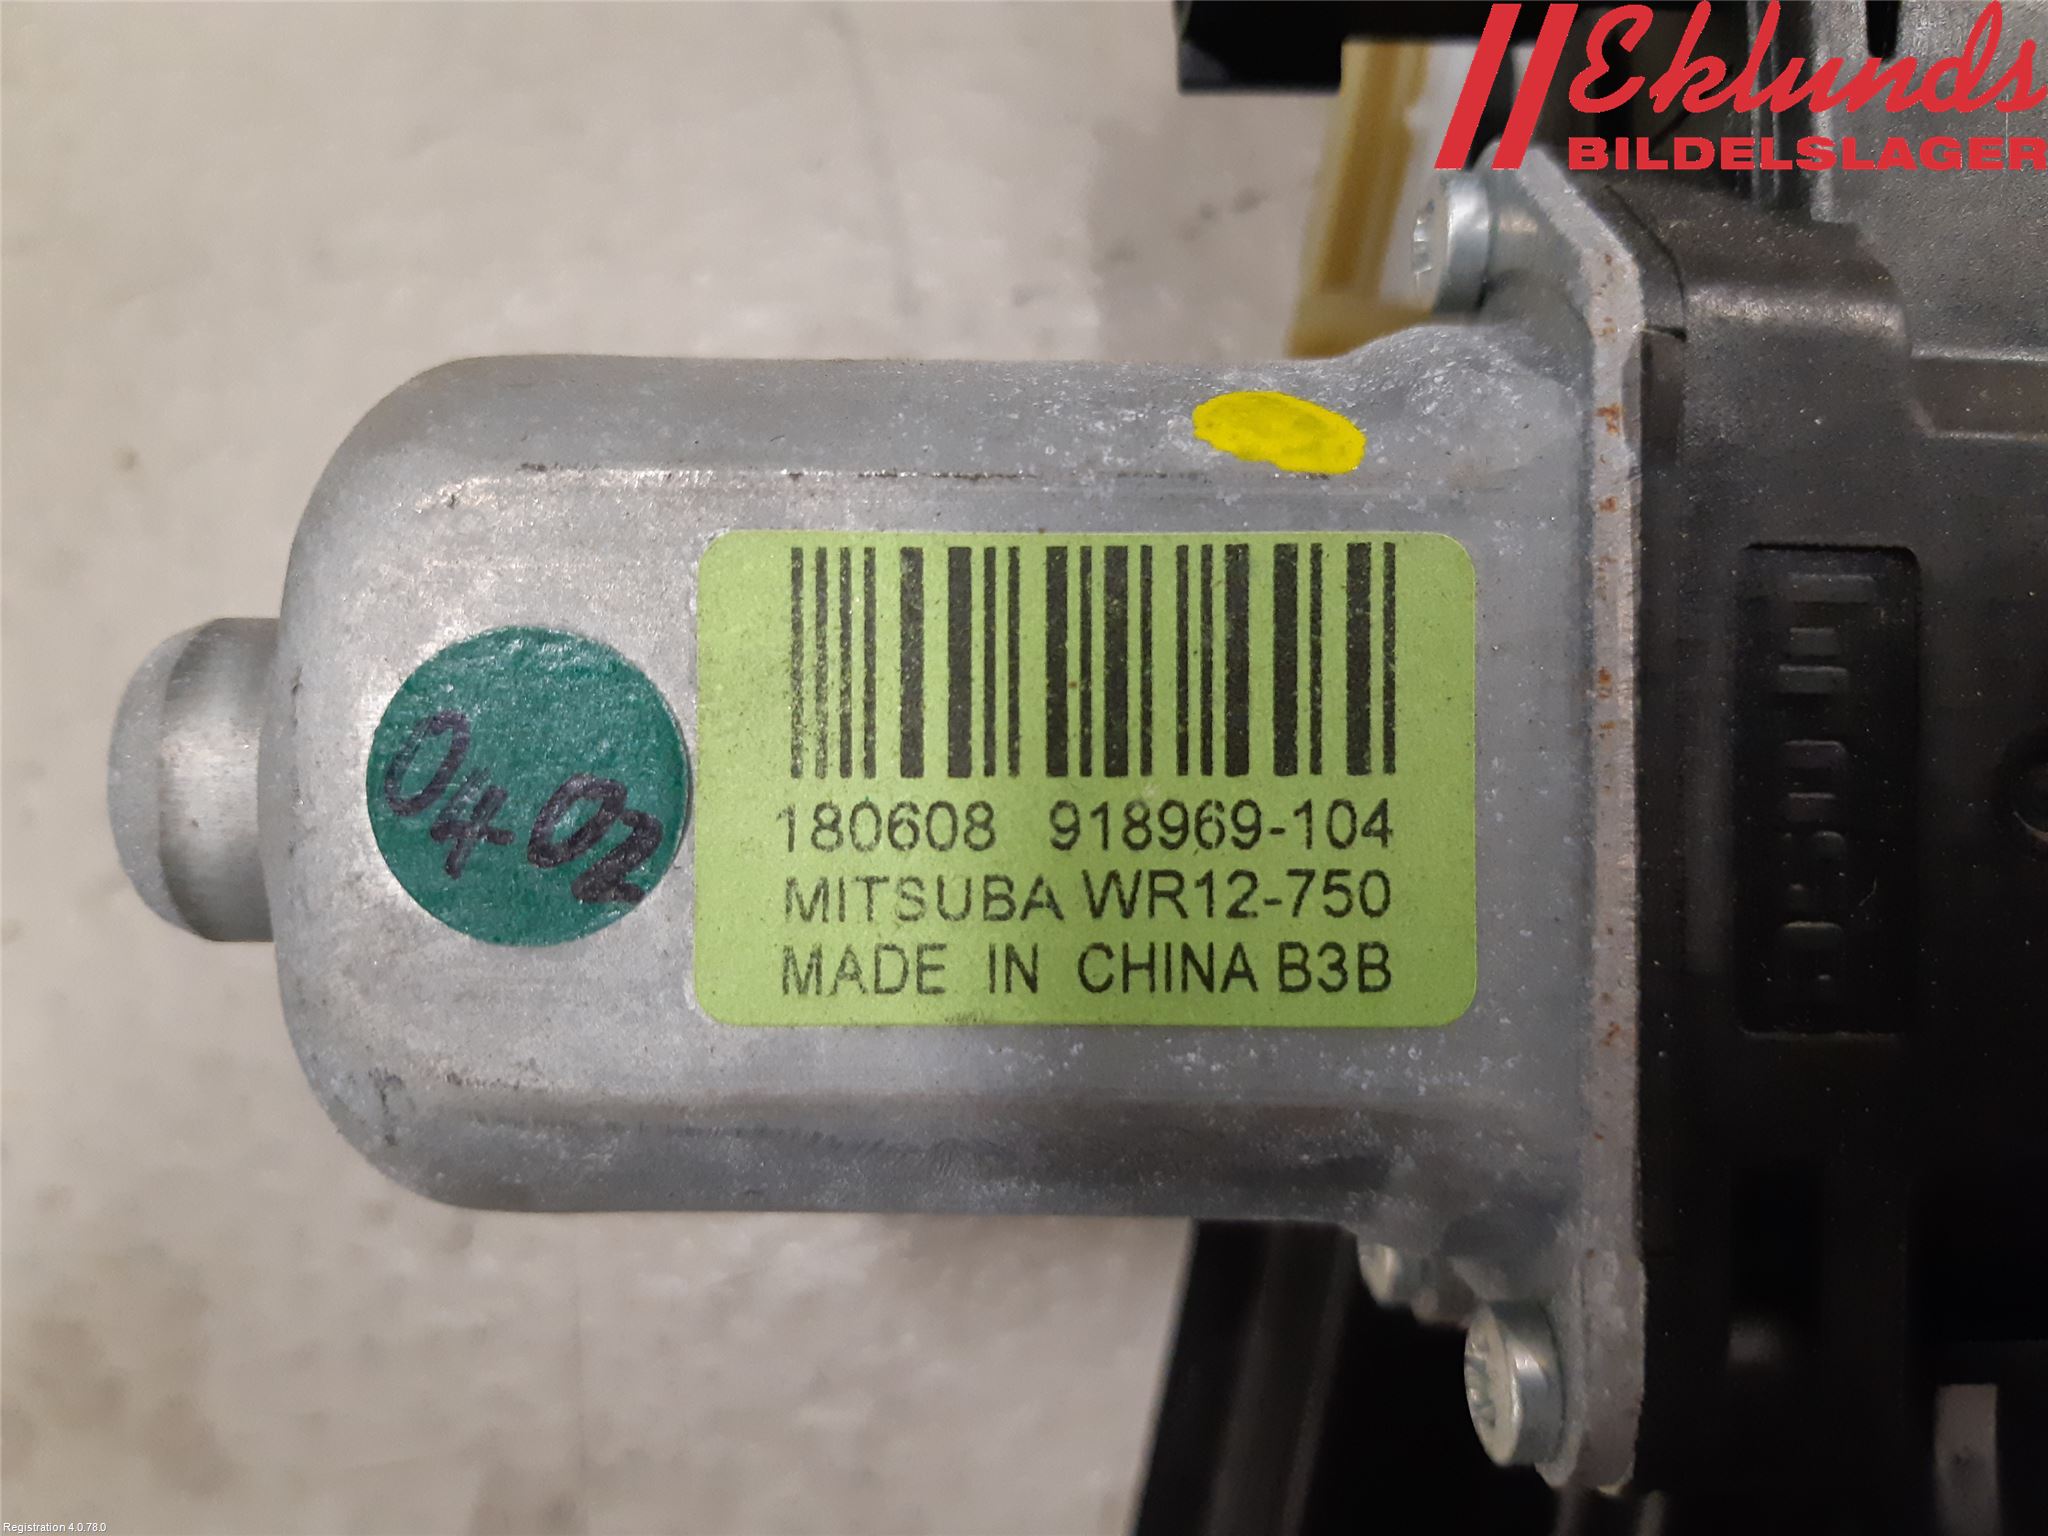 Eklunds
BILDELSLAGER
04 02
180608 918969-104
MITSUBA WR12-750
MADE IN CHINA B3B
Registration 4.0.78.0